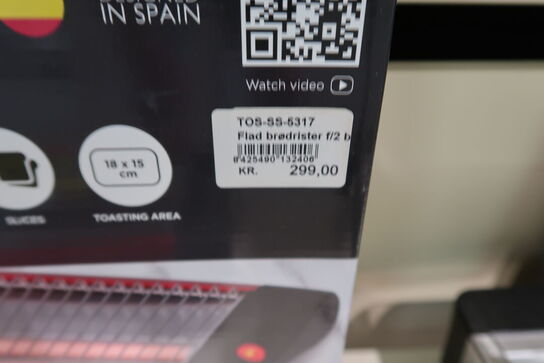 IN SPAIN
Watch video
TOS-SS-5317
Flad brødrister f/2 b
8425490132406
KR. 299,00
18 x 15
cm
SLICES
TOASTING AREA